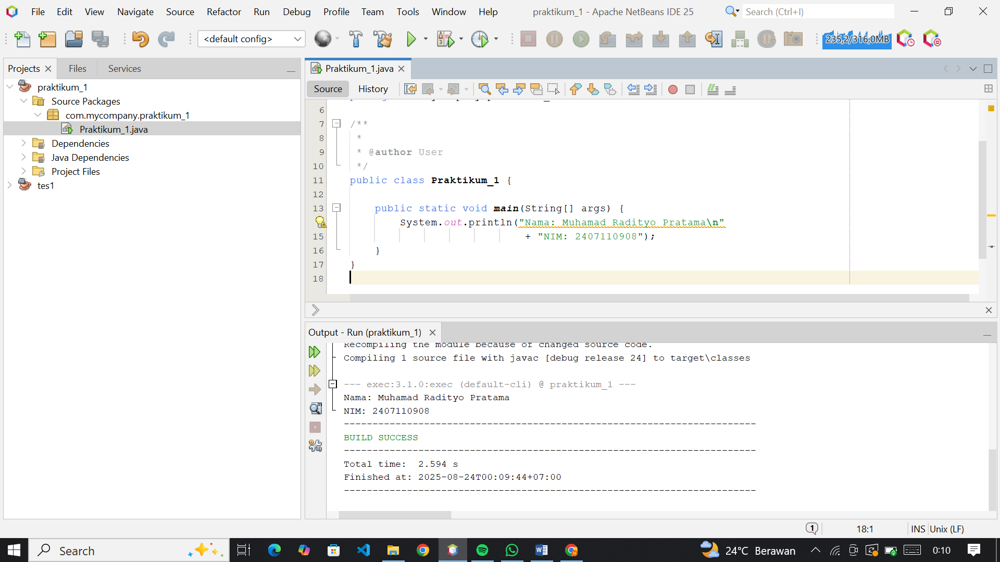 File Edit View Navigate Source Refactor Run Debug Profile Team Tools Window Help
praktikum_1 - Apache NetBeans IDE 25
Search (Ctrl+I)
<default config>
235,2/316,0MB
Projects Files Services
praktikum_1
Source Packages
com.mycompany.praktikum_1
Praktikum_1.java
Dependencies
Java Dependencies
Project Files
tes1
Praktikum_1.java
Source History
6
7 /**
8 *
9 * @author User
10 */
11 public class Praktikum_1 {
12
13 public static void main(String[] args) {
System.out.println("Nama: Muhamad Radityo Pratama\n"
15 + "NIM: 2407110908");
16 }
17 }
18
Output - Run (praktikum_1)
Recompiling the module because of changed source code.
Compiling 1 source file with javac [debug release 24] to target\classes
--- exec:3.1.0:exec (default-cli) @ praktikum_1 ---
Nama: Muhamad Radityo Pratama
NIM: 2407110908
------------------------------------------------------------------------
BUILD SUCCESS
------------------------------------------------------------------------
Total time: 2.594 s
Finished at: 2025-08-24T00:09:44+07:00
------------------------------------------------------------------------
1 18:1 INS Unix (LF)
Search
24°C Berawan
0:10